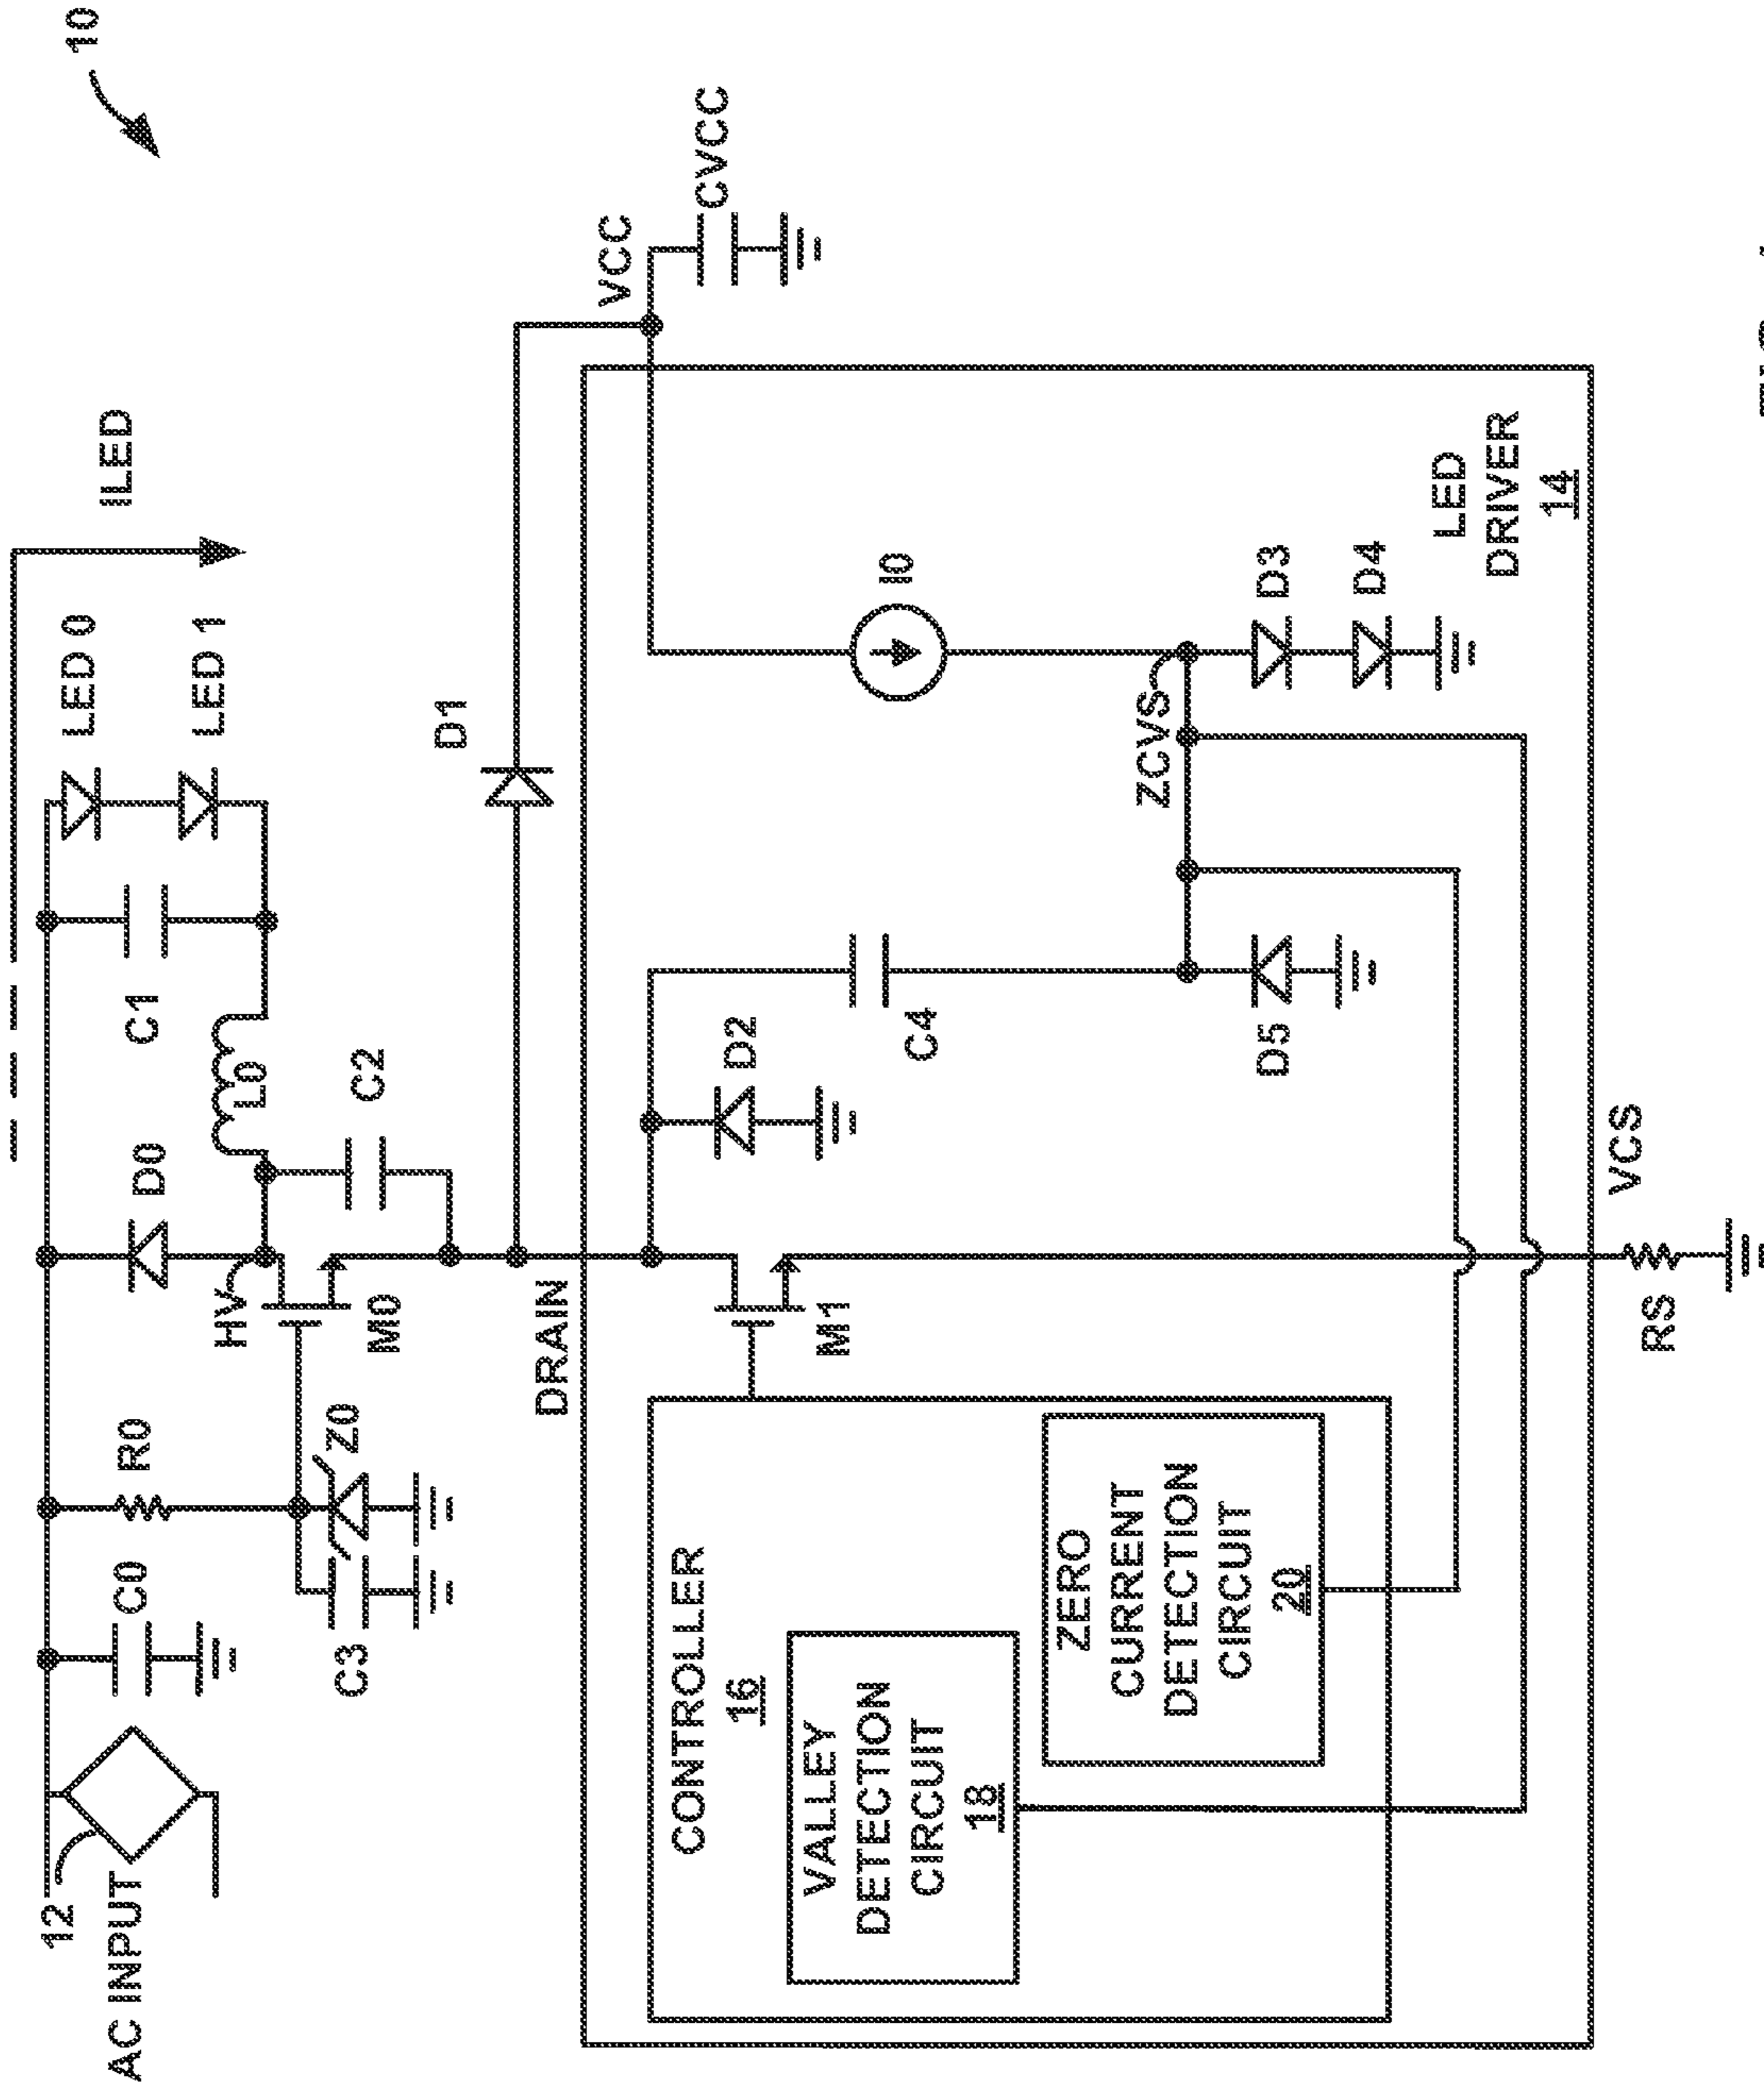 10
ILED
LED 0
LED 1
C1
L0
D0
C2
HV
M0
R0
Z0
C0
C3
12
AC INPUT
D1
VCC
CVCC
DRAIN
M1
D2
C4
D5
I0
ZCVS
D3
D4
LED
DRIVER
14
CONTROLLER
16
VALLEY
DETECTION
CIRCUIT
18
ZERO
CURRENT
DETECTION
CIRCUIT
20
VCS
RS